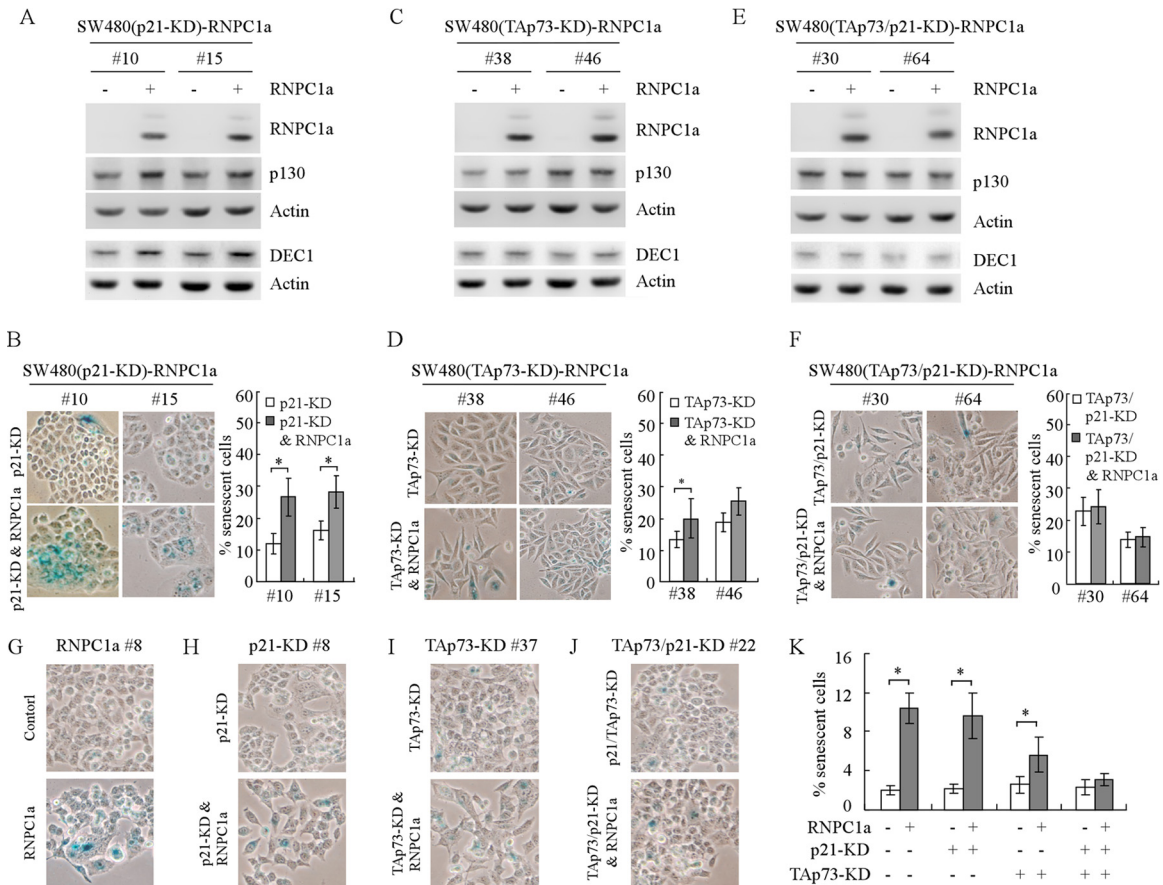 A
SW480(p21-KD)-RNPC1a
#10 #15
- + - + RNPC1a
RNPC1a
p130
Actin
DEC1
Actin
C
SW480(TAp73-KD)-RNPC1a
#38 #46
- + - + RNPC1a
RNPC1a
p130
Actin
DEC1
Actin
E
SW480(TAp73/p21-KD)-RNPC1a
#30 #64
- + - + RNPC1a
RNPC1a
p130
Actin
DEC1
Actin
B
SW480(p21-KD)-RNPC1a
#10 #15
p21-KD
p21-KD & RNPC1a
% senescent cells
60
50
40
30
20
10
0
p21-KD
p21-KD
& RNPC1a
* *
#10 #15
D
SW480(TAp73-KD)-RNPC1a
#38 #46
TAp73-KD
TAp73-KD
& RNPC1a
% senescent cells
60
50
40
30
20
10
0
TAp73-KD
TAp73-KD
& RNPC1a
*
#38 #46
F
SW480(TAp73/p21-KD)-RNPC1a
#30 #64
TAp73/p21-KD
TAp73/p21-KD
& RNPC1a
% senescent cells
60
50
40
30
20
10
0
TAp73/
p21-KD
TAp73/
p21-KD
& RNPC1a
#30 #64
G
RNPC1a #8
Contorl
RNPC1a
H
p21-KD #8
p21-KD
p21-KD &
RNPC1a
I
TAp73-KD #37
TAp73-KD
TAp73-KD &
RNPC1a
J
TAp73/p21-KD #22
p21/TAp73-KD
TAp73/p21-KD
& RNPC1a
K
% senescent cells
16
12
8
4
0
* * *
- + - + - + - + RNPC1a
- - + + - - + + p21-KD
- - - - + + + + TAp73-KD